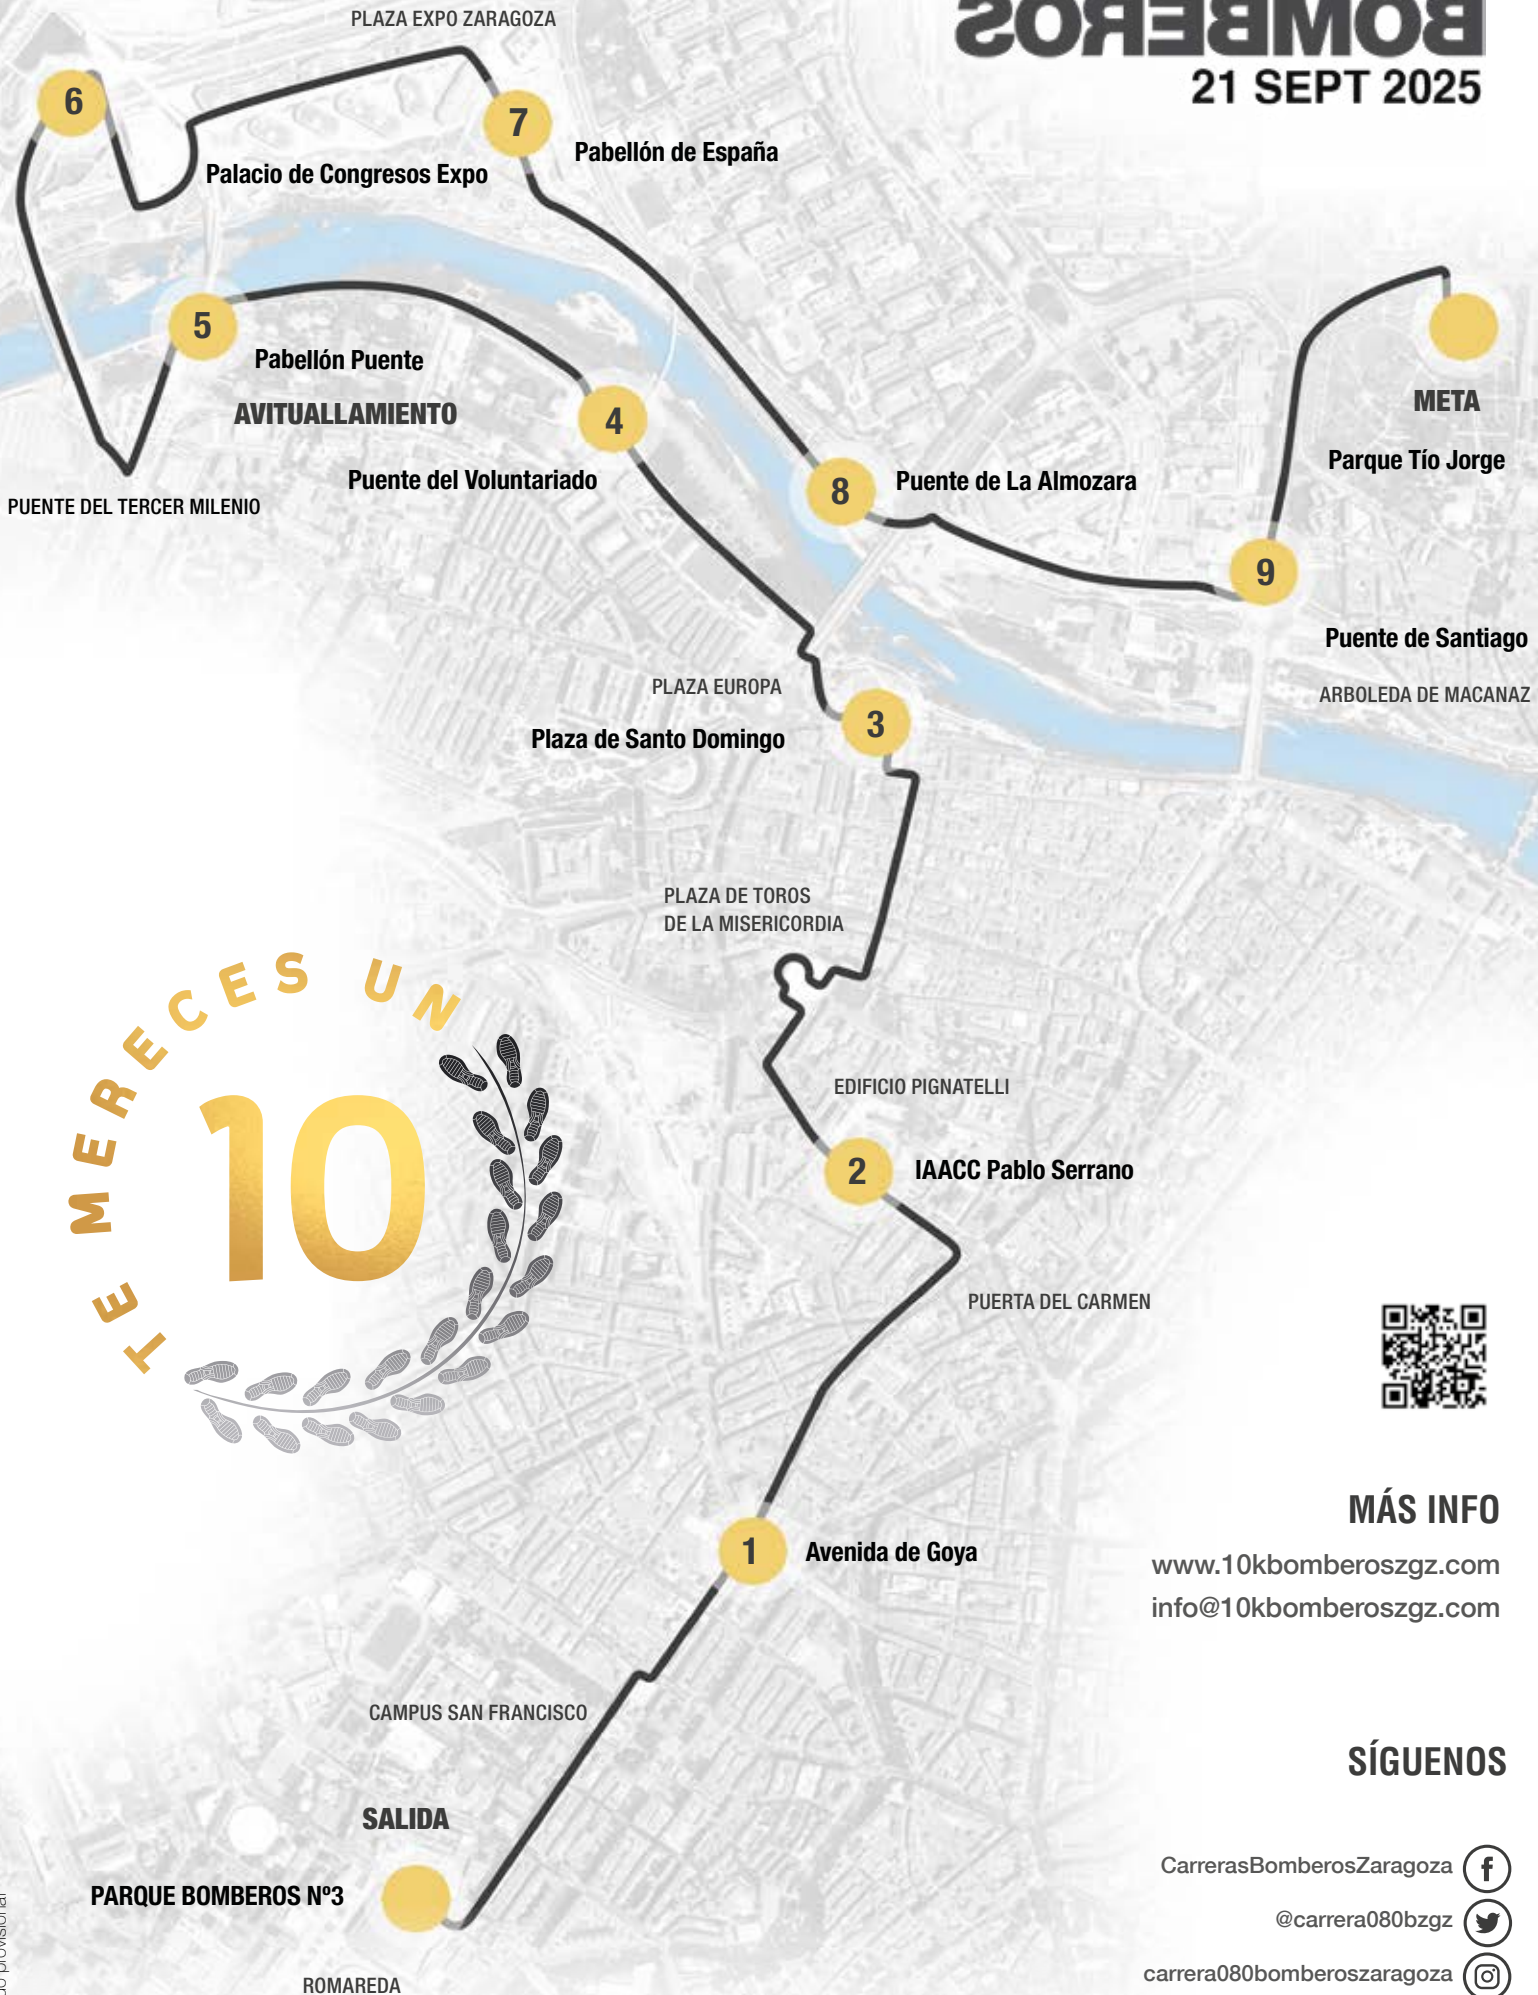 PLAZA EXPO ZARAGOZA
BOMBEROS
21 SEPT 2025
6
7
Pabellón de España
Palacio de Congresos Expo
5
Pabellón Puente
AVITUALLAMIENTO
4
META
Parque Tío Jorge
Puente del Voluntariado
8
Puente de La Almozara
PUENTE DEL TERCER MILENIO
9
Puente de Santiago
PLAZA EUROPA
ARBOLEDA DE MACANAZ
3
Plaza de Santo Domingo
PLAZA DE TOROS
DE LA MISERICORDIA
TE MERECES UN
10
EDIFICIO PIGNATELLI
2
IAACC Pablo Serrano
PUERTA DEL CARMEN
MÁS INFO
1
Avenida de Goya
www.10kbomberoszgz.com
info@10kbomberoszgz.com
CAMPUS SAN FRANCISCO
SÍGUENOS
SALIDA
CarrerasBomberosZaragoza
PARQUE BOMBEROS Nº3
@carrera080bzgz
carrera080bomberoszaragoza
ROMAREDA
provisional